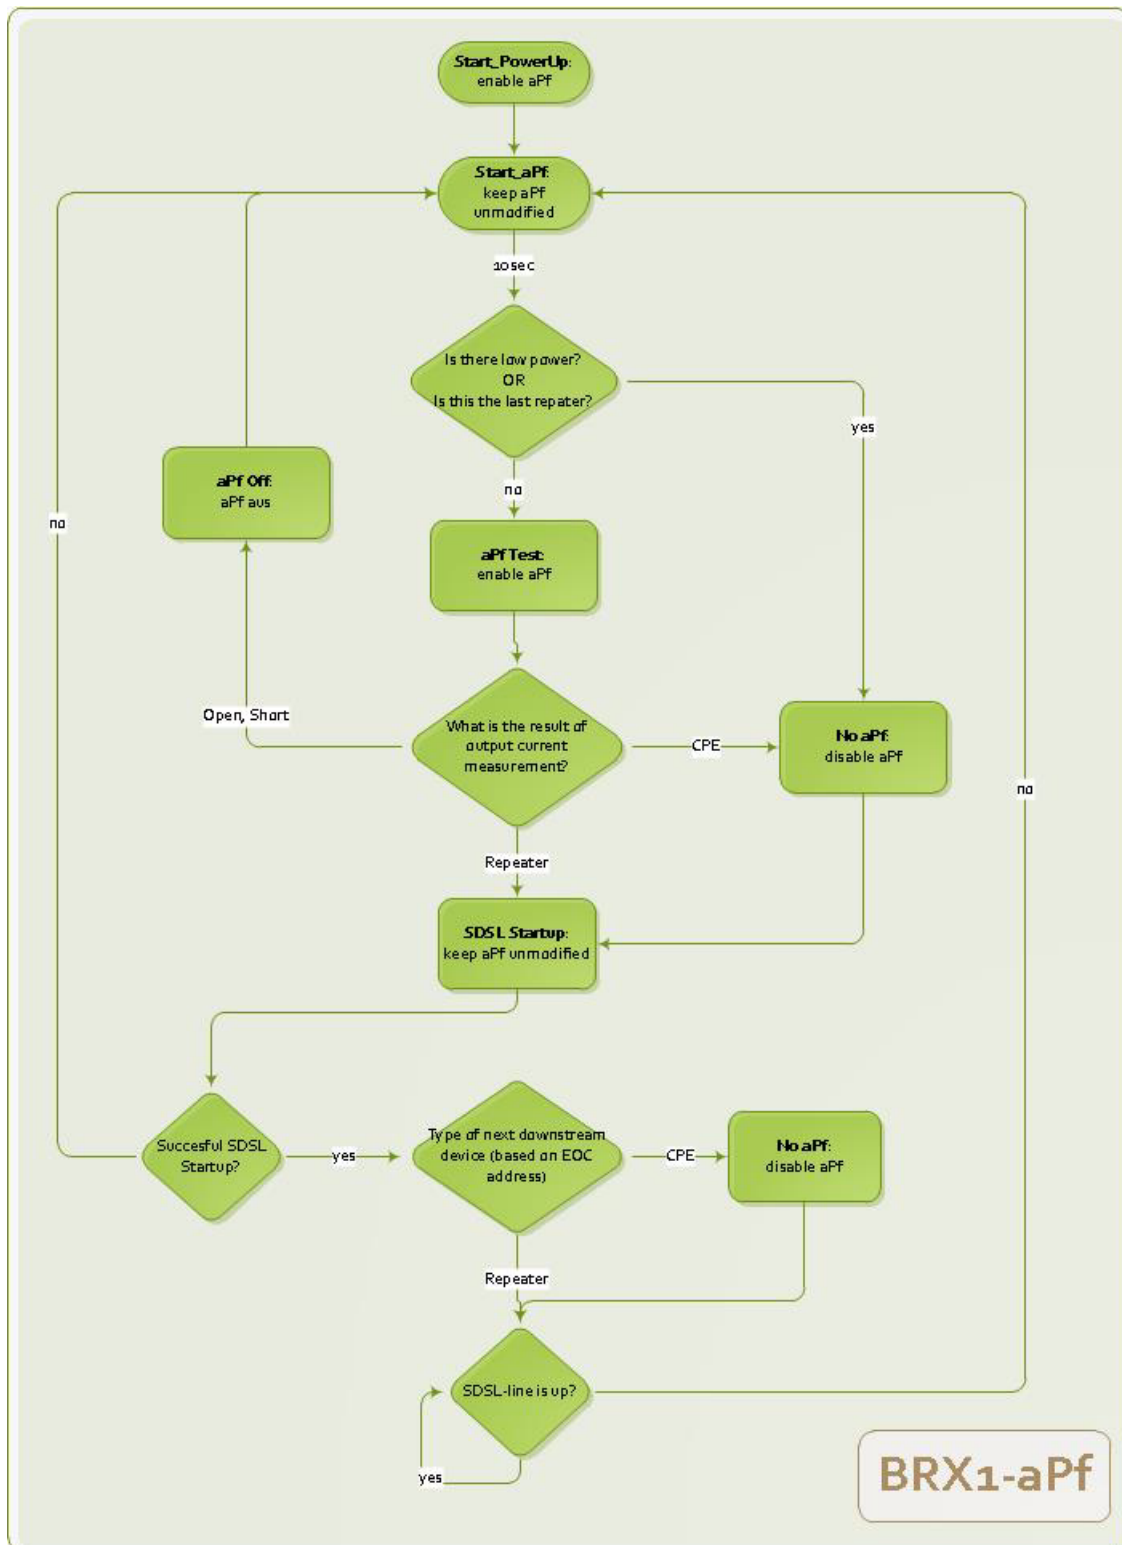 Start_PowerUp:
enable aPf
Start_aPf:
keep aPf
unmodified
10sec
Is there low power?
OR
Is this the last repater?
yes
no
aPf Off:
aPf aus
no
aPf Test:
enable aPf
Open, Short
What is the result of
output current
measurement?
CPE
No aPf:
disable aPf
no
Repeater
SDSL Startup:
keep aPf unmodified
Succesful SDSL
Startup?
yes
Type of next downstream
device (based on EOC
address)
CPE
No aPf:
disable aPf
Repeater
SDSL-line is up?
yes
BRX1-aPf